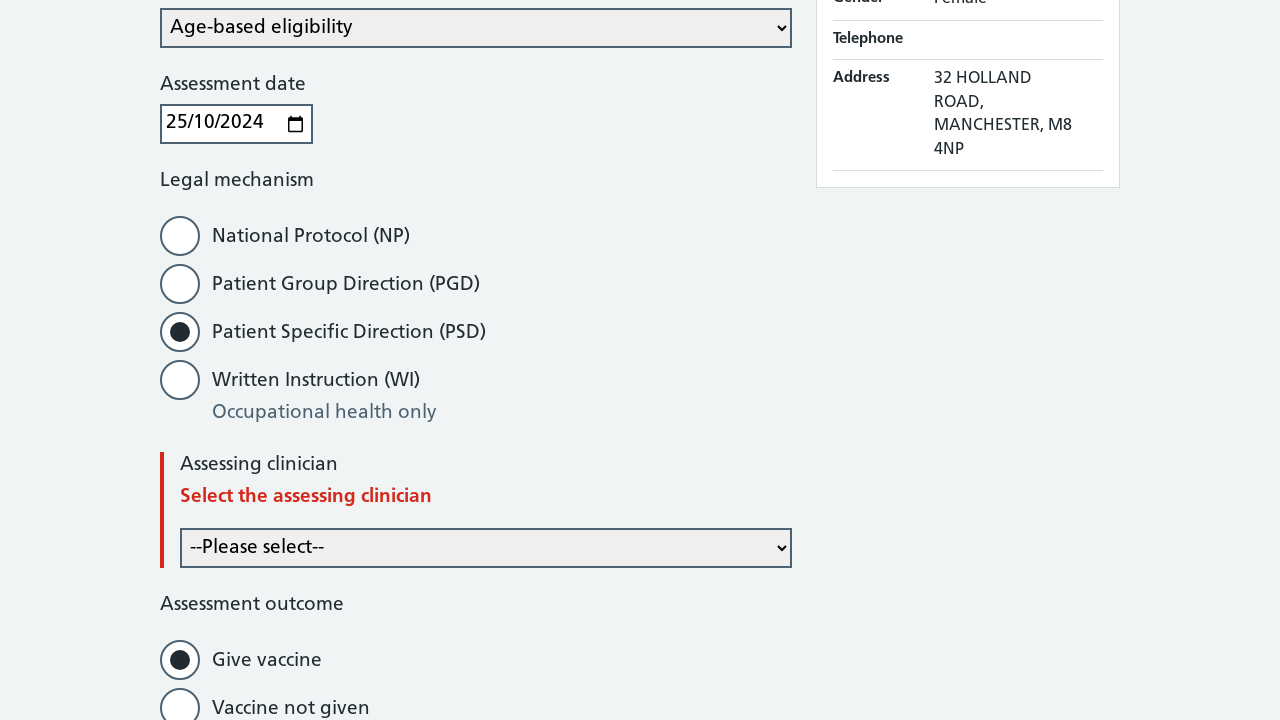 Age-based eligibility
Assessment date
25/10/2024
Legal mechanism
National Protocol (NP)
Patient Group Direction (PGD)
Patient Specific Direction (PSD)
Written Instruction (WI)
Occupational health only
Assessing clinician
Select the assessing clinician
--Please select--
Assessment outcome
Give vaccine
Vaccine not given
Gender Female
Telephone
Address 32 HOLLAND
ROAD,
MANCHESTER, M8
4NP